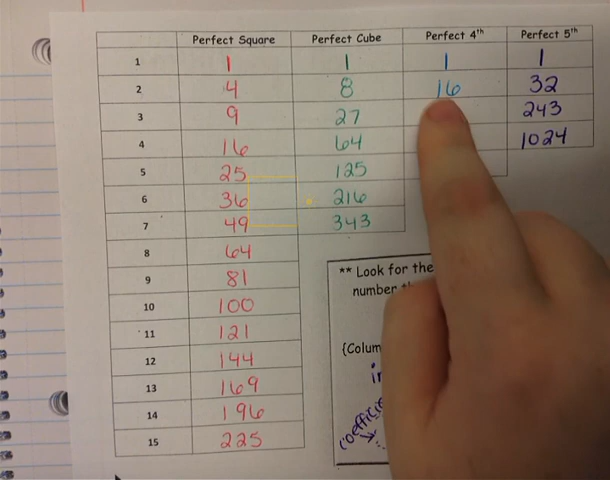 Perfect Square Perfect Cube Perfect 4th Perfect 5th
1 1 1 1 1
2 4 8 16 32
3 9 27 243
4 16 64 1024
5 25 125
6 36 216
7 49 343
8 64
9 81
10 100
11 121
12 144
13 169
14 196
15 225
** Look for the
number
{Colum
coefficie